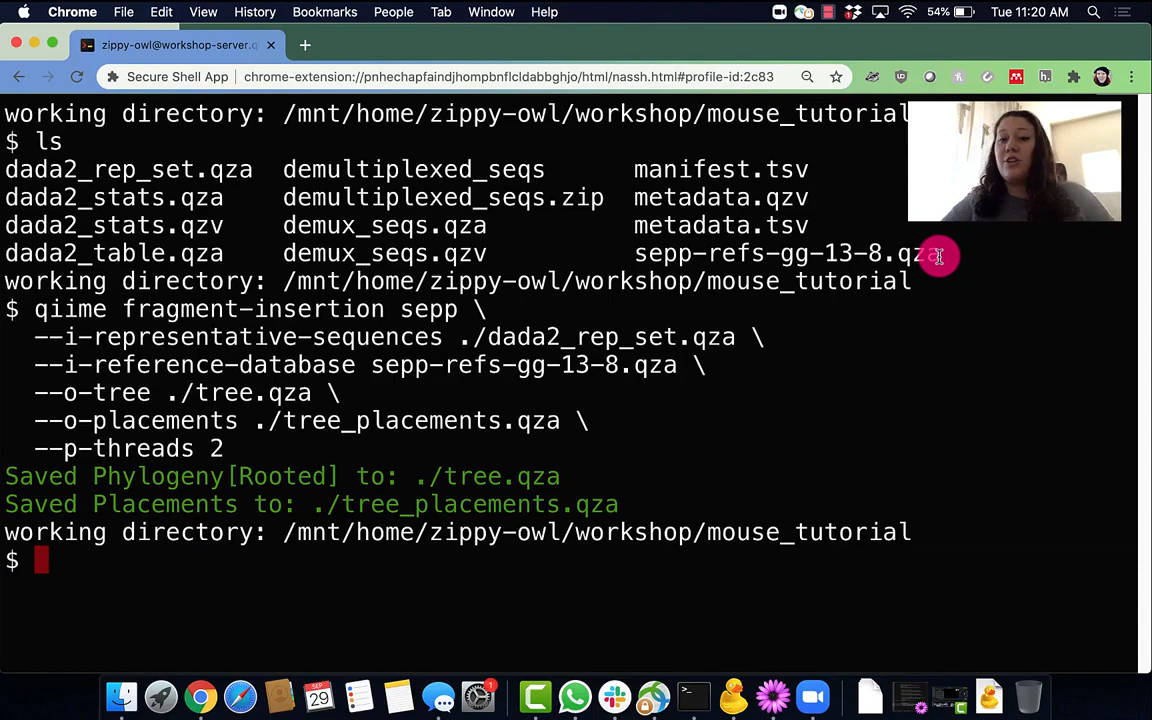 Chrome File Edit View History Bookmarks People Tab Window Help 54% Tue 11:20 AM
zippy-owl@workshop-server.q
Secure Shell App chrome-extension://pnhechapfaindjhompbnflcldabbghjo/html/nassh.html#profile-id:2c83
working directory: /mnt/home/zippy-owl/workshop/mouse_tutorial
$ ls
dada2_rep_set.qza demultiplexed_seqs manifest.tsv
dada2_stats.qza demultiplexed_seqs.zip metadata.qzv
dada2_stats.qzv demux_seqs.qza metadata.tsv
dada2_table.qza demux_seqs.qzv sepp-refs-gg-13-8.qza
working directory: /mnt/home/zippy-owl/workshop/mouse_tutorial
$ qiime fragment-insertion sepp \
--i-representative-sequences ./dada2_rep_set.qza \
--i-reference-database sepp-refs-gg-13-8.qza \
--o-tree ./tree.qza \
--o-placements ./tree_placements.qza \
--p-threads 2
Saved Phylogeny[Rooted] to: ./tree.qza
Saved Placements to: ./tree_placements.qza
working directory: /mnt/home/zippy-owl/workshop/mouse_tutorial
$
SEP
29
1